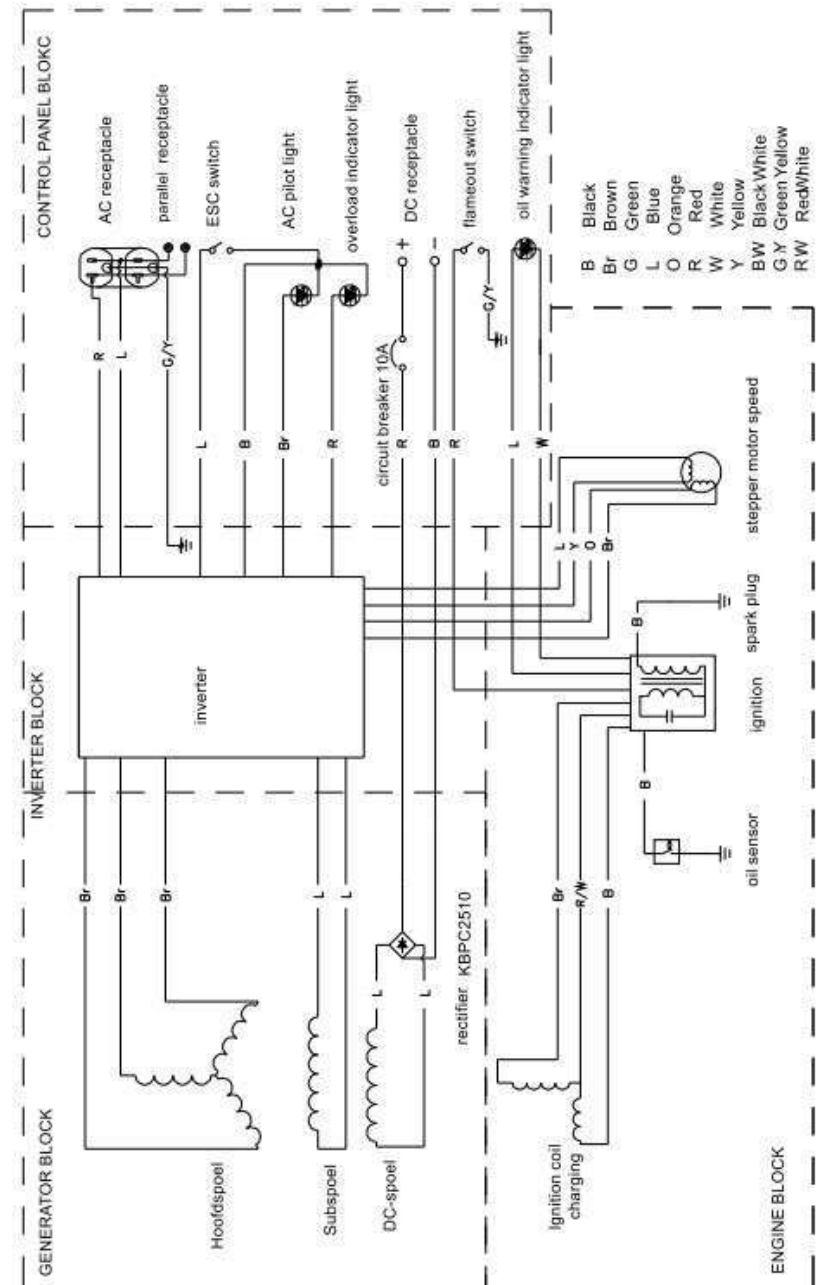 CONTROL PANEL BLOKC
AC receptacle
parallel receptacle
ESC switch
AC pilot light
overload indicator light
DC receptacle
flameout switch
oil warning indicator light
+
−
R
L
G/Y
L
B
Br
R
circuit breaker 10A
R
B
R
G/Y
L
W
B Black
Br Brown
G Green
L Blue
O Orange
R Red
W White
Y Yellow
BW Black White
G.Y Green Yellow
RW RedWhite
INVERTER BLOCK
inverter
GENERATOR BLOCK
Br
Br
Br
L
L
L
L
Hoofdspoel
Subspoel
DC-spoel
rectifier KBPC2510
L
Y
O
Br
stepper motor speed
B
spark plug
ignition
B
oil sensor
Br
R/W
B
Ignition coil
charging
ENGINE BLOCK